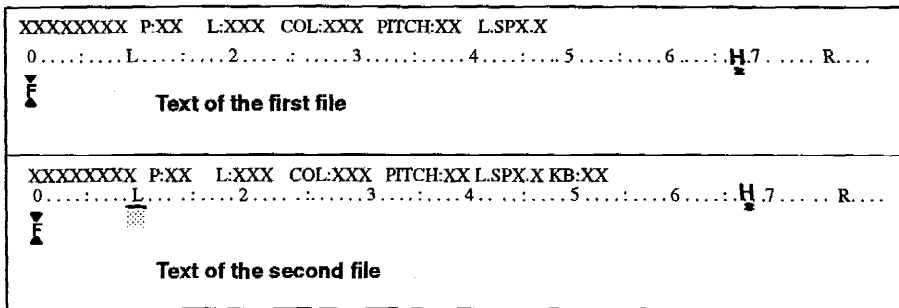 XXXXXXXX P:XX L:XXX COL:XXX PITCH:XX L.SPX.X
0....:....L....:....2.... .: .....3.....:....4....:....5....:....6....:.H.7..... R....
F
Text of the first file
XXXXXXXX P:XX L:XXX COL:XXX PITCH:XX L.SPX.X KB:XX
0....:....L....:....2.... .:.....3....:....4....:....5....:....6....:.H.7..... R....
F
Text of the second file